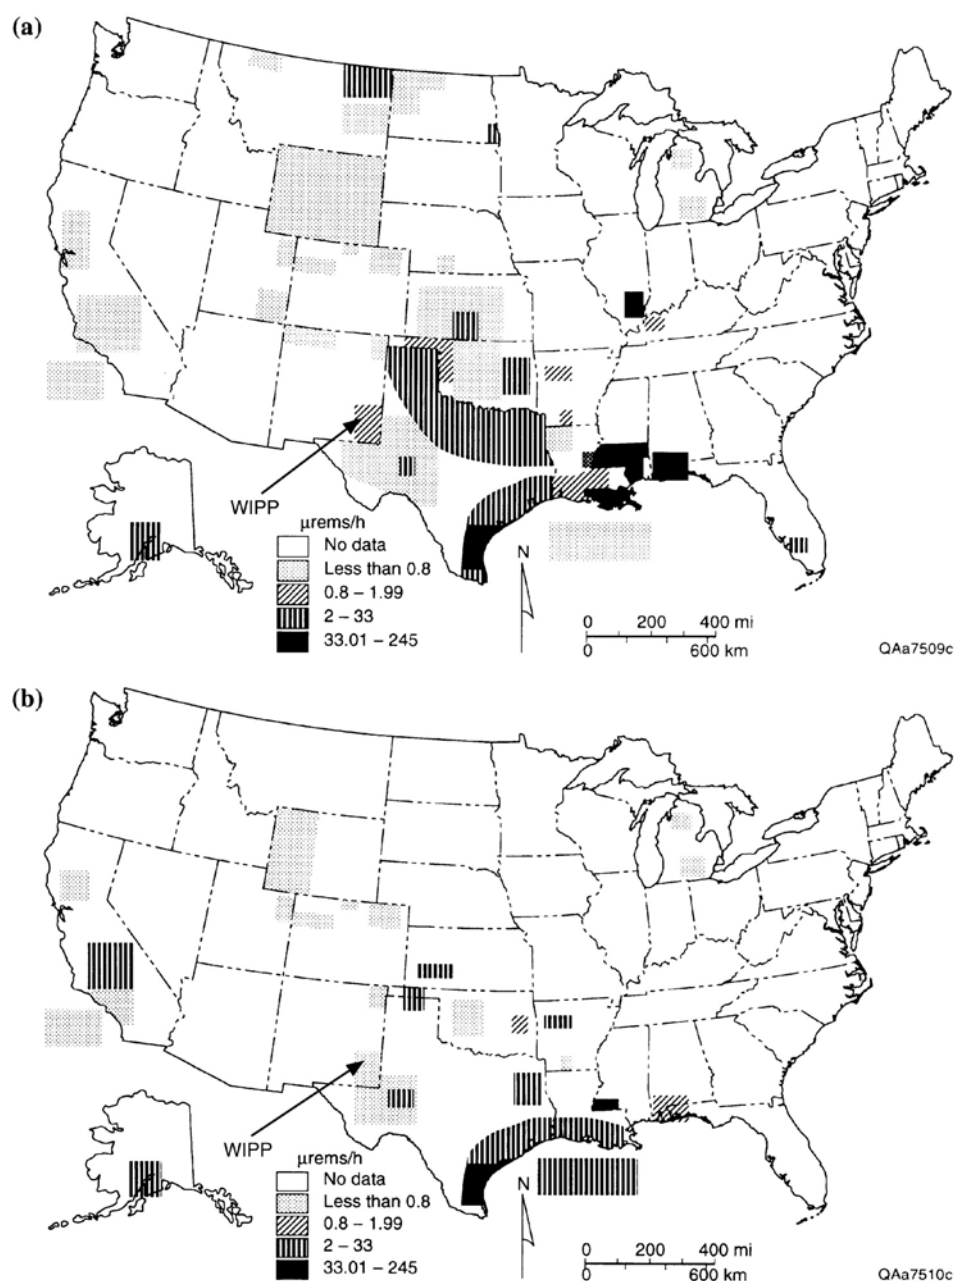 (a)
WIPP
μrems/h
No data
Less than 0.8
0.8 – 1.99
2 – 33
33.01 – 245
N
0 200 400 mi
0 600 km
QAa7509c
(b)
WIPP
μrems/h
No data
Less than 0.8
0.8 – 1.99
2 – 33
33.01 – 245
N
0 200 400 mi
0 600 km
QAa7510c